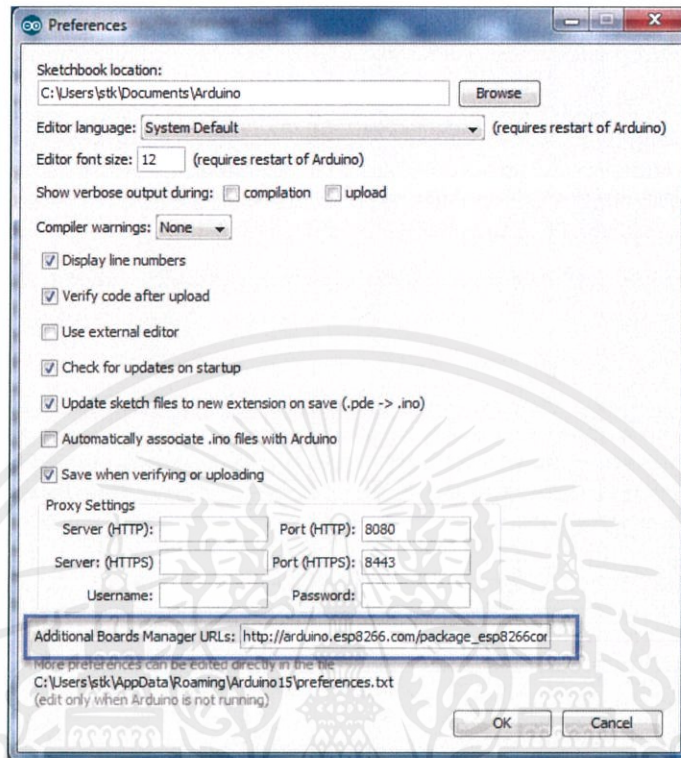 Preferences
Sketchbook location:
C:\Users\stk\Documents\Arduino Browse
Editor language: System Default (requires restart of Arduino)
Editor font size: 12 (requires restart of Arduino)
Show verbose output during: compilation upload
Compiler warnings: None
Display line numbers
Verify code after upload
Use external editor
Check for updates on startup
Update sketch files to new extension on save (.pde -> .ino)
Automatically associate .ino files with Arduino
Save when verifying or uploading
Proxy Settings
Server (HTTP): Port (HTTP): 8080
Server: (HTTPS) Port (HTTPS): 8443
Username: Password:
Additional Boards Manager URLs: http://arduino.esp8266.com/package_esp8266cor
More preferences can be edited directly in the file
C:\Users\stk\AppData\Roaming\Arduino15\preferences.txt
(edit only when Arduino is not running)
OK Cancel